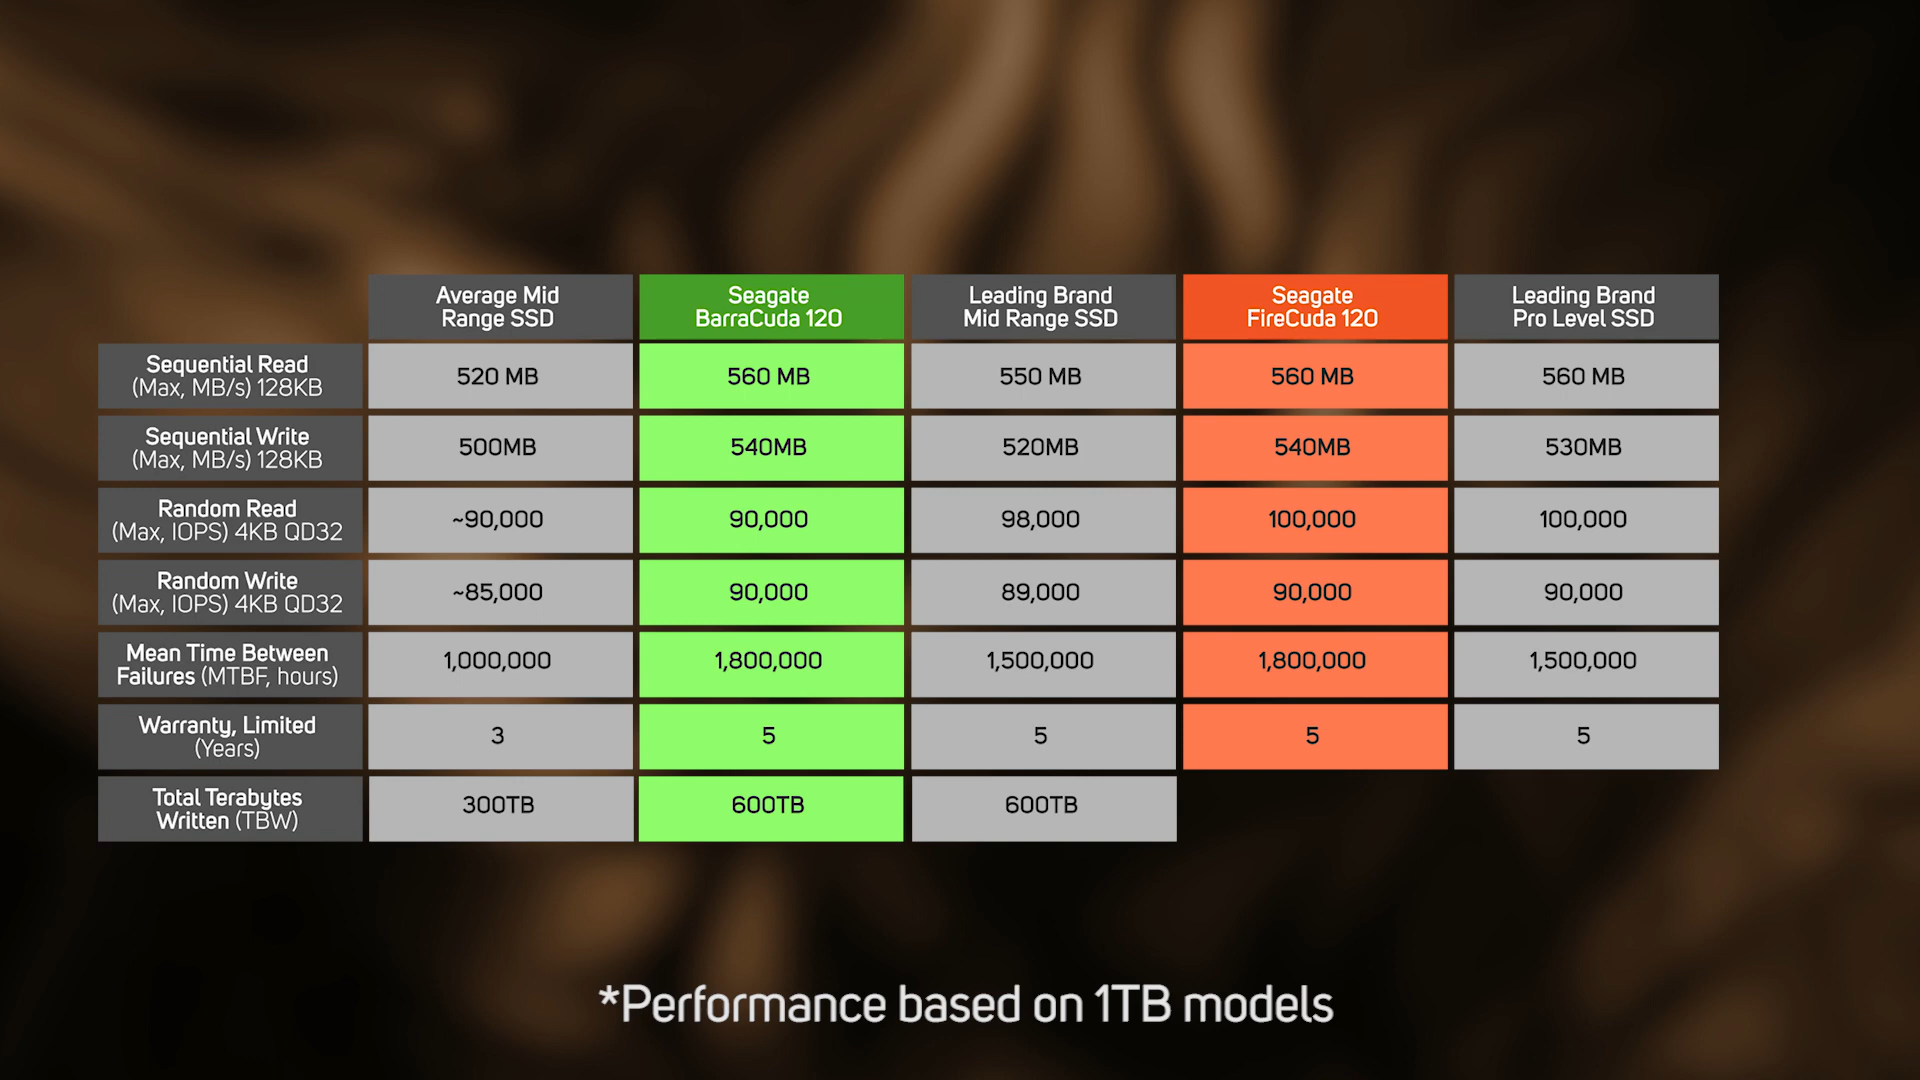 Average Mid
Range SSD
Seagate
BarraCuda 120
Leading Brand
Mid Range SSD
Seagate
FireCuda 120
Leading Brand
Pro Level SSD
Sequential Read
(Max, MB/s) 128KB
520 MB
560 MB
550 MB
560 MB
560 MB
Sequential Write
(Max, MB/s) 128KB
500MB
540MB
520MB
540MB
530MB
Random Read
(Max, IOPS) 4KB QD32
~90,000
90,000
98,000
100,000
100,000
Random Write
(Max, IOPS) 4KB QD32
~85,000
90,000
89,000
90,000
90,000
Mean Time Between
Failures (MTBF, hours)
1,000,000
1,800,000
1,500,000
1,800,000
1,500,000
Warranty, Limited
(Years)
3
5
5
5
5
Total Terabytes
Written (TBW)
300TB
600TB
600TB
*Performance based on 1TB models